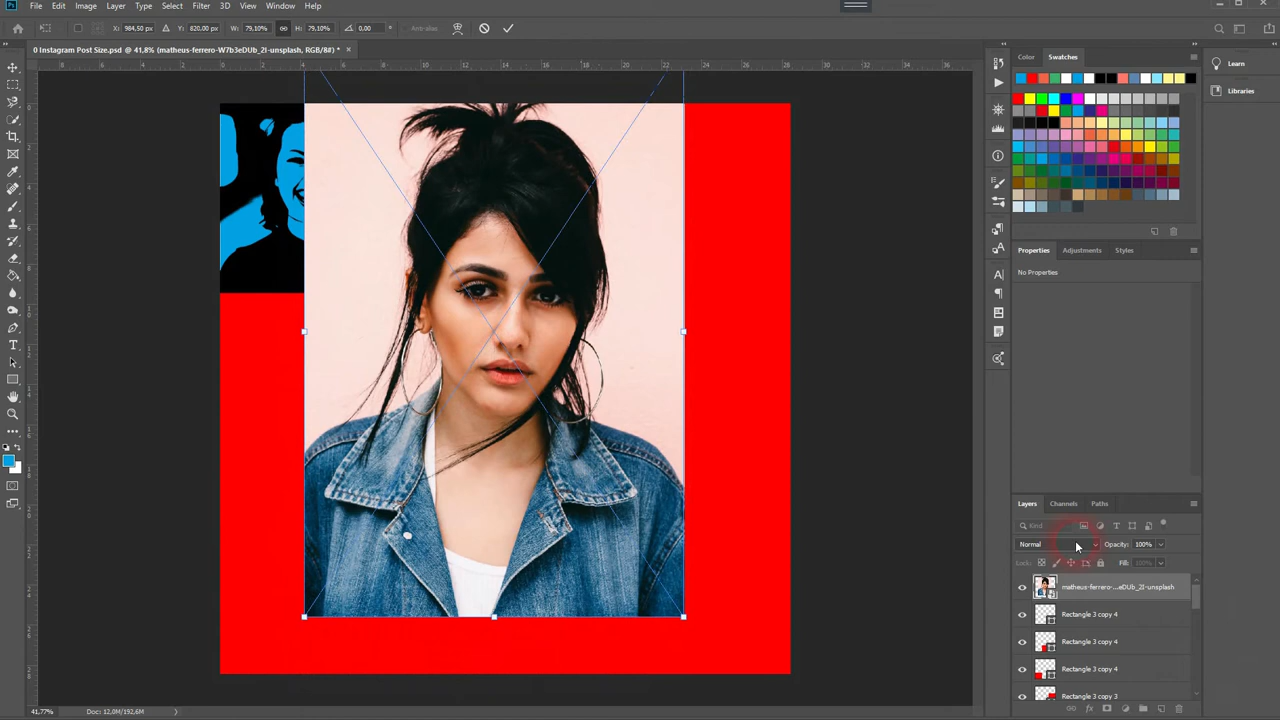 File Edit Image Layer Type Select Filter 3D View Window Help
X: 984,50 px Y: 820,00 px W: 79,10% H: 79,10% 0,00 Anti-alias:
0 Instagram Post Size.psd @ 41,8% (matheus-ferrero-W7b3eDUb_2I-unsplash, RGB/8#) *
Color Swatches
Learn
Libraries
Properties Adjustments Styles
No Properties
Layers Channels Paths
Kind
Normal Opacity: 100%
Lock: Fill: 100%
matheus-ferrero-...eDUb_2I-unsplash
Rectangle 3 copy 4
Rectangle 3 copy 4
Rectangle 3 copy 4
Rectangle 3 copy 3
41,77% Doc: 12,0M/192,6M